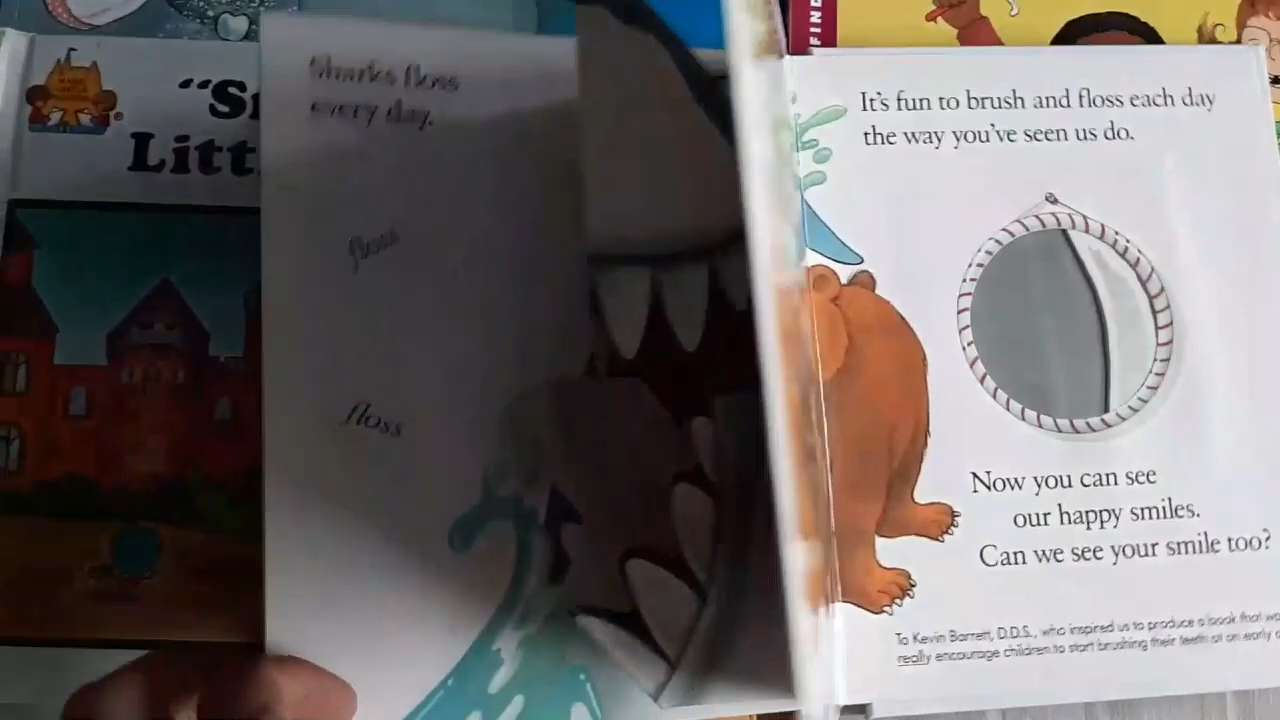 FIND
"S
Litt
Sharks floss
every day.
floss
floss
It's fun to brush and floss each day
the way you've seen us do.
Now you can see
our happy smiles.
Can we see your smile too?
To Kevin Barrett, D.D.S., who inspired us to produce a book that
really encourage children to start brushing their teeth at an early